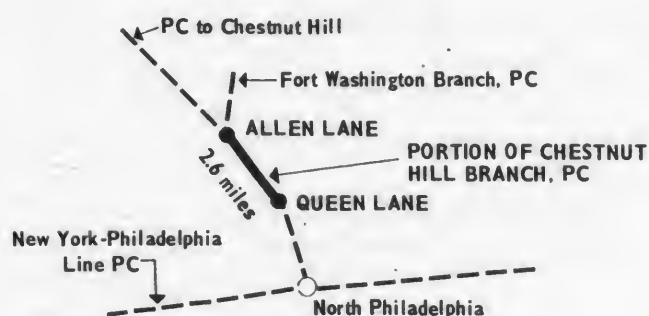 PC to Chestnut Hill
Fort Washington Branch, PC
ALLEN LANE
2.6 miles
PORTION OF CHESTNUT
HILL BRANCH, PC
QUEEN LANE
New York-Philadelphia
Line PC
North Philadelphia